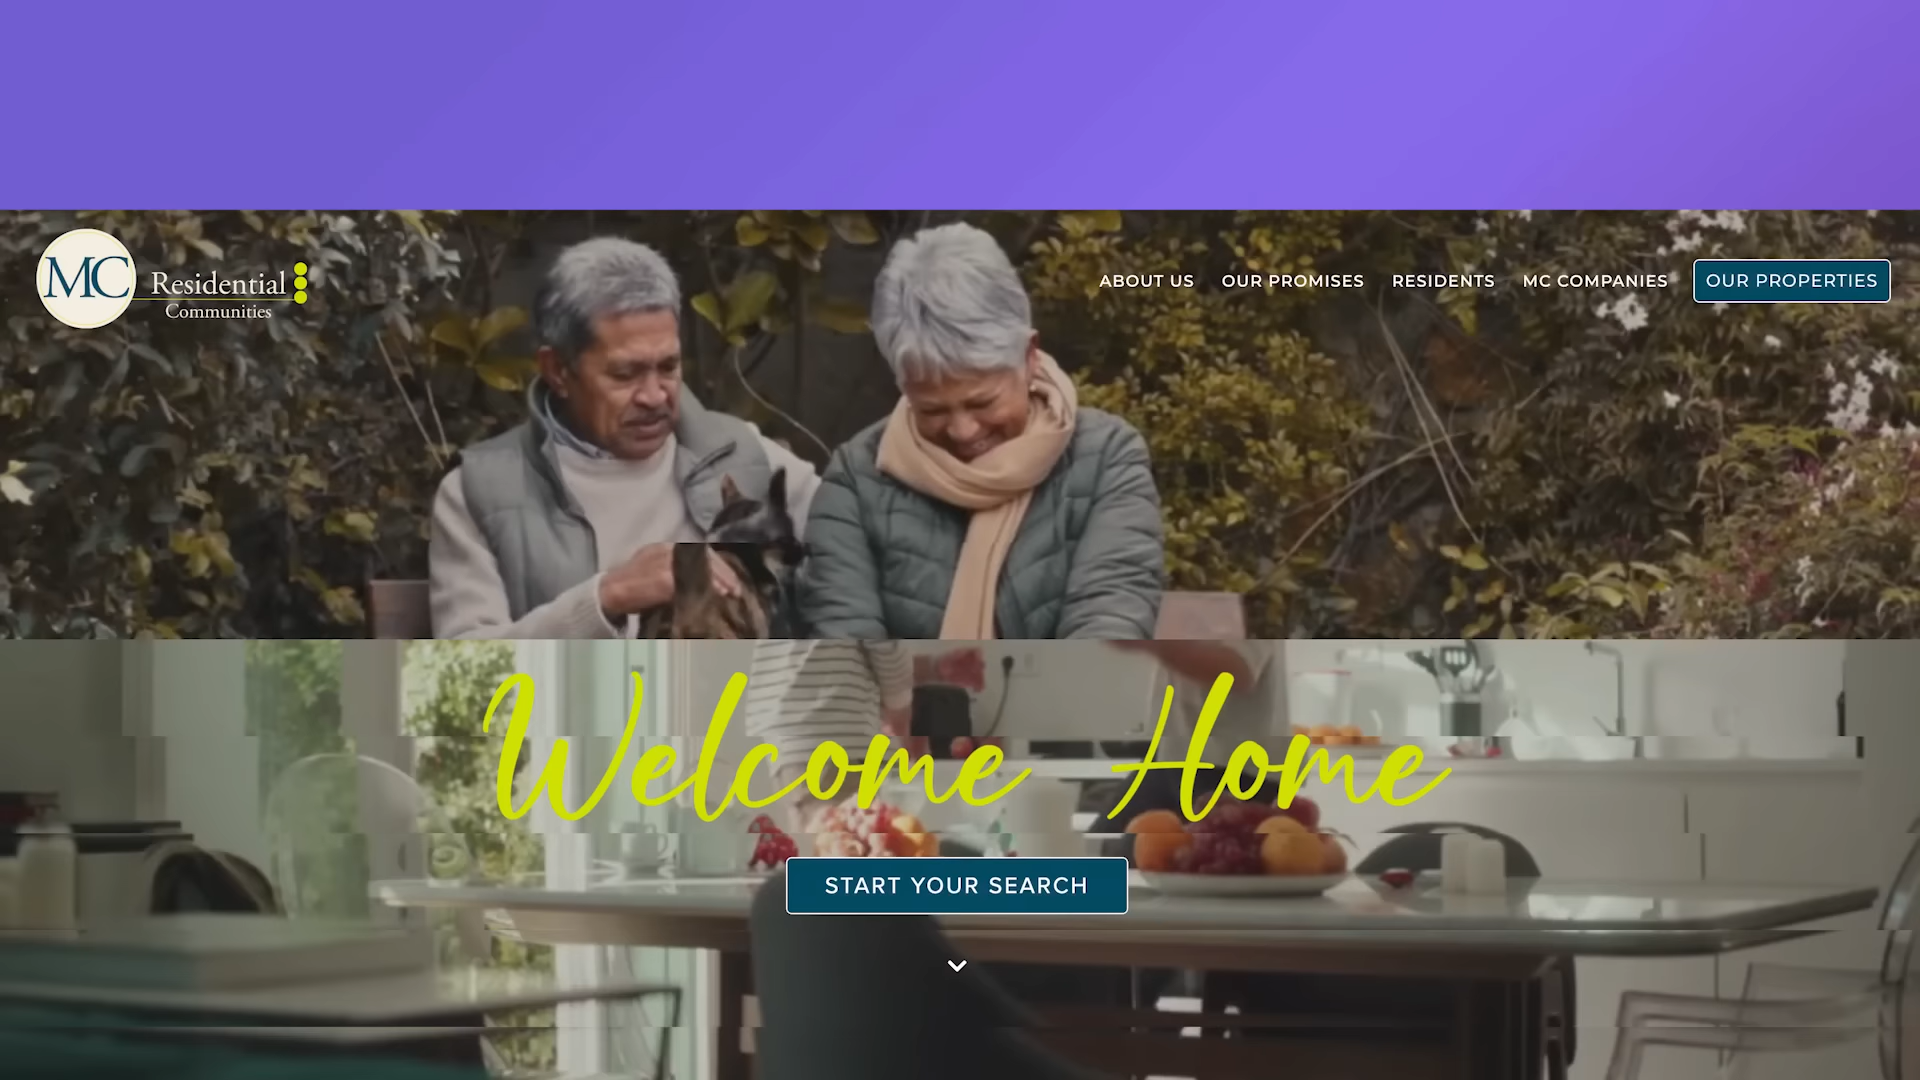 MC Residential
Communities
ABOUT US OUR PROMISES RESIDENTS MC COMPANIES OUR PROPERTIES
Welcome Home
START YOUR SEARCH